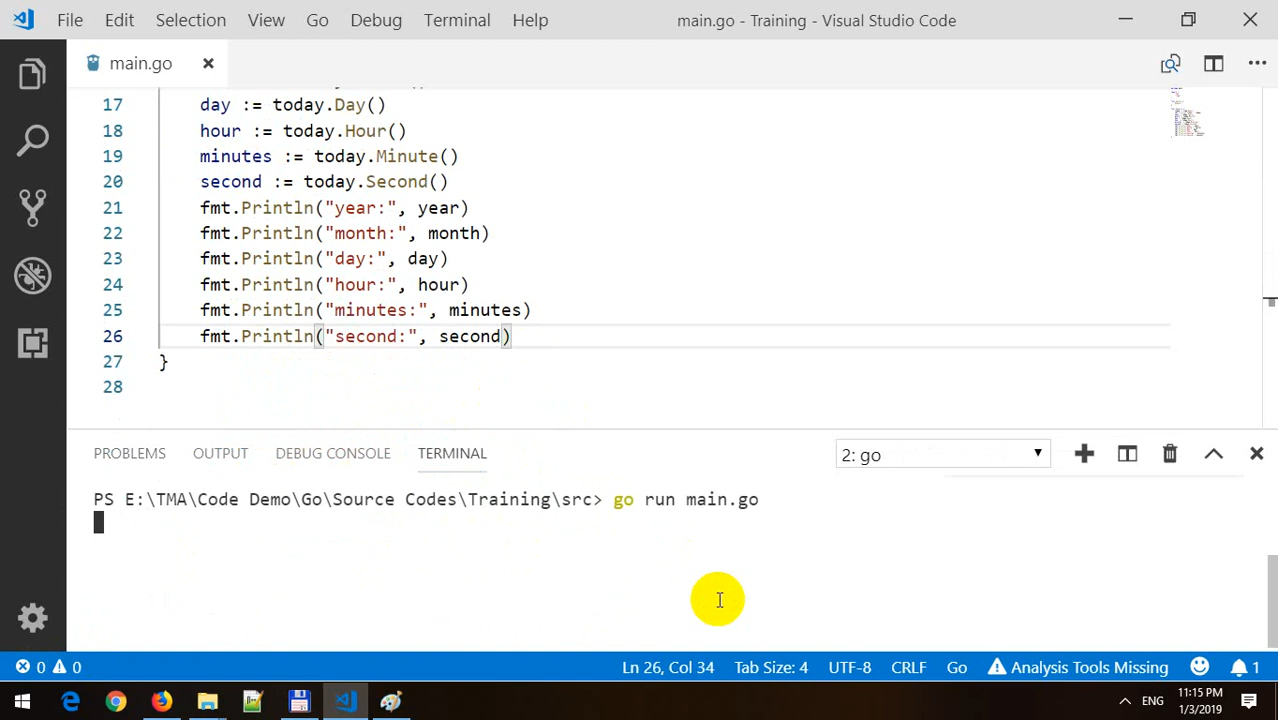 File Edit Selection View Go Debug Terminal Help main.go - Training - Visual Studio Code
main.go
17 day := today.Day()
18 hour := today.Hour()
19 minutes := today.Minute()
20 second := today.Second()
21 fmt.Println("year:", year)
22 fmt.Println("month:", month)
23 fmt.Println("day:", day)
24 fmt.Println("hour:", hour)
25 fmt.Println("minutes:", minutes)
26 fmt.Println("second:", second)
27 }
28
PROBLEMS OUTPUT DEBUG CONSOLE TERMINAL 2: go
PS E:\TMA\Code Demo\Go\Source Codes\Training\src> go run main.go
0 0 Ln 26, Col 34 Tab Size: 4 UTF-8 CRLF Go Analysis Tools Missing 1
ENG 11:15 PM
1/3/2019